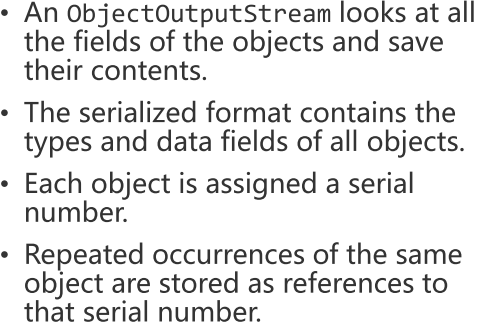 • An ObjectOutputStream looks at all
the fields of the objects and save
their contents.
• The serialized format contains the
types and data fields of all objects.
• Each object is assigned a serial
number.
• Repeated occurrences of the same
object are stored as references to
that serial number.